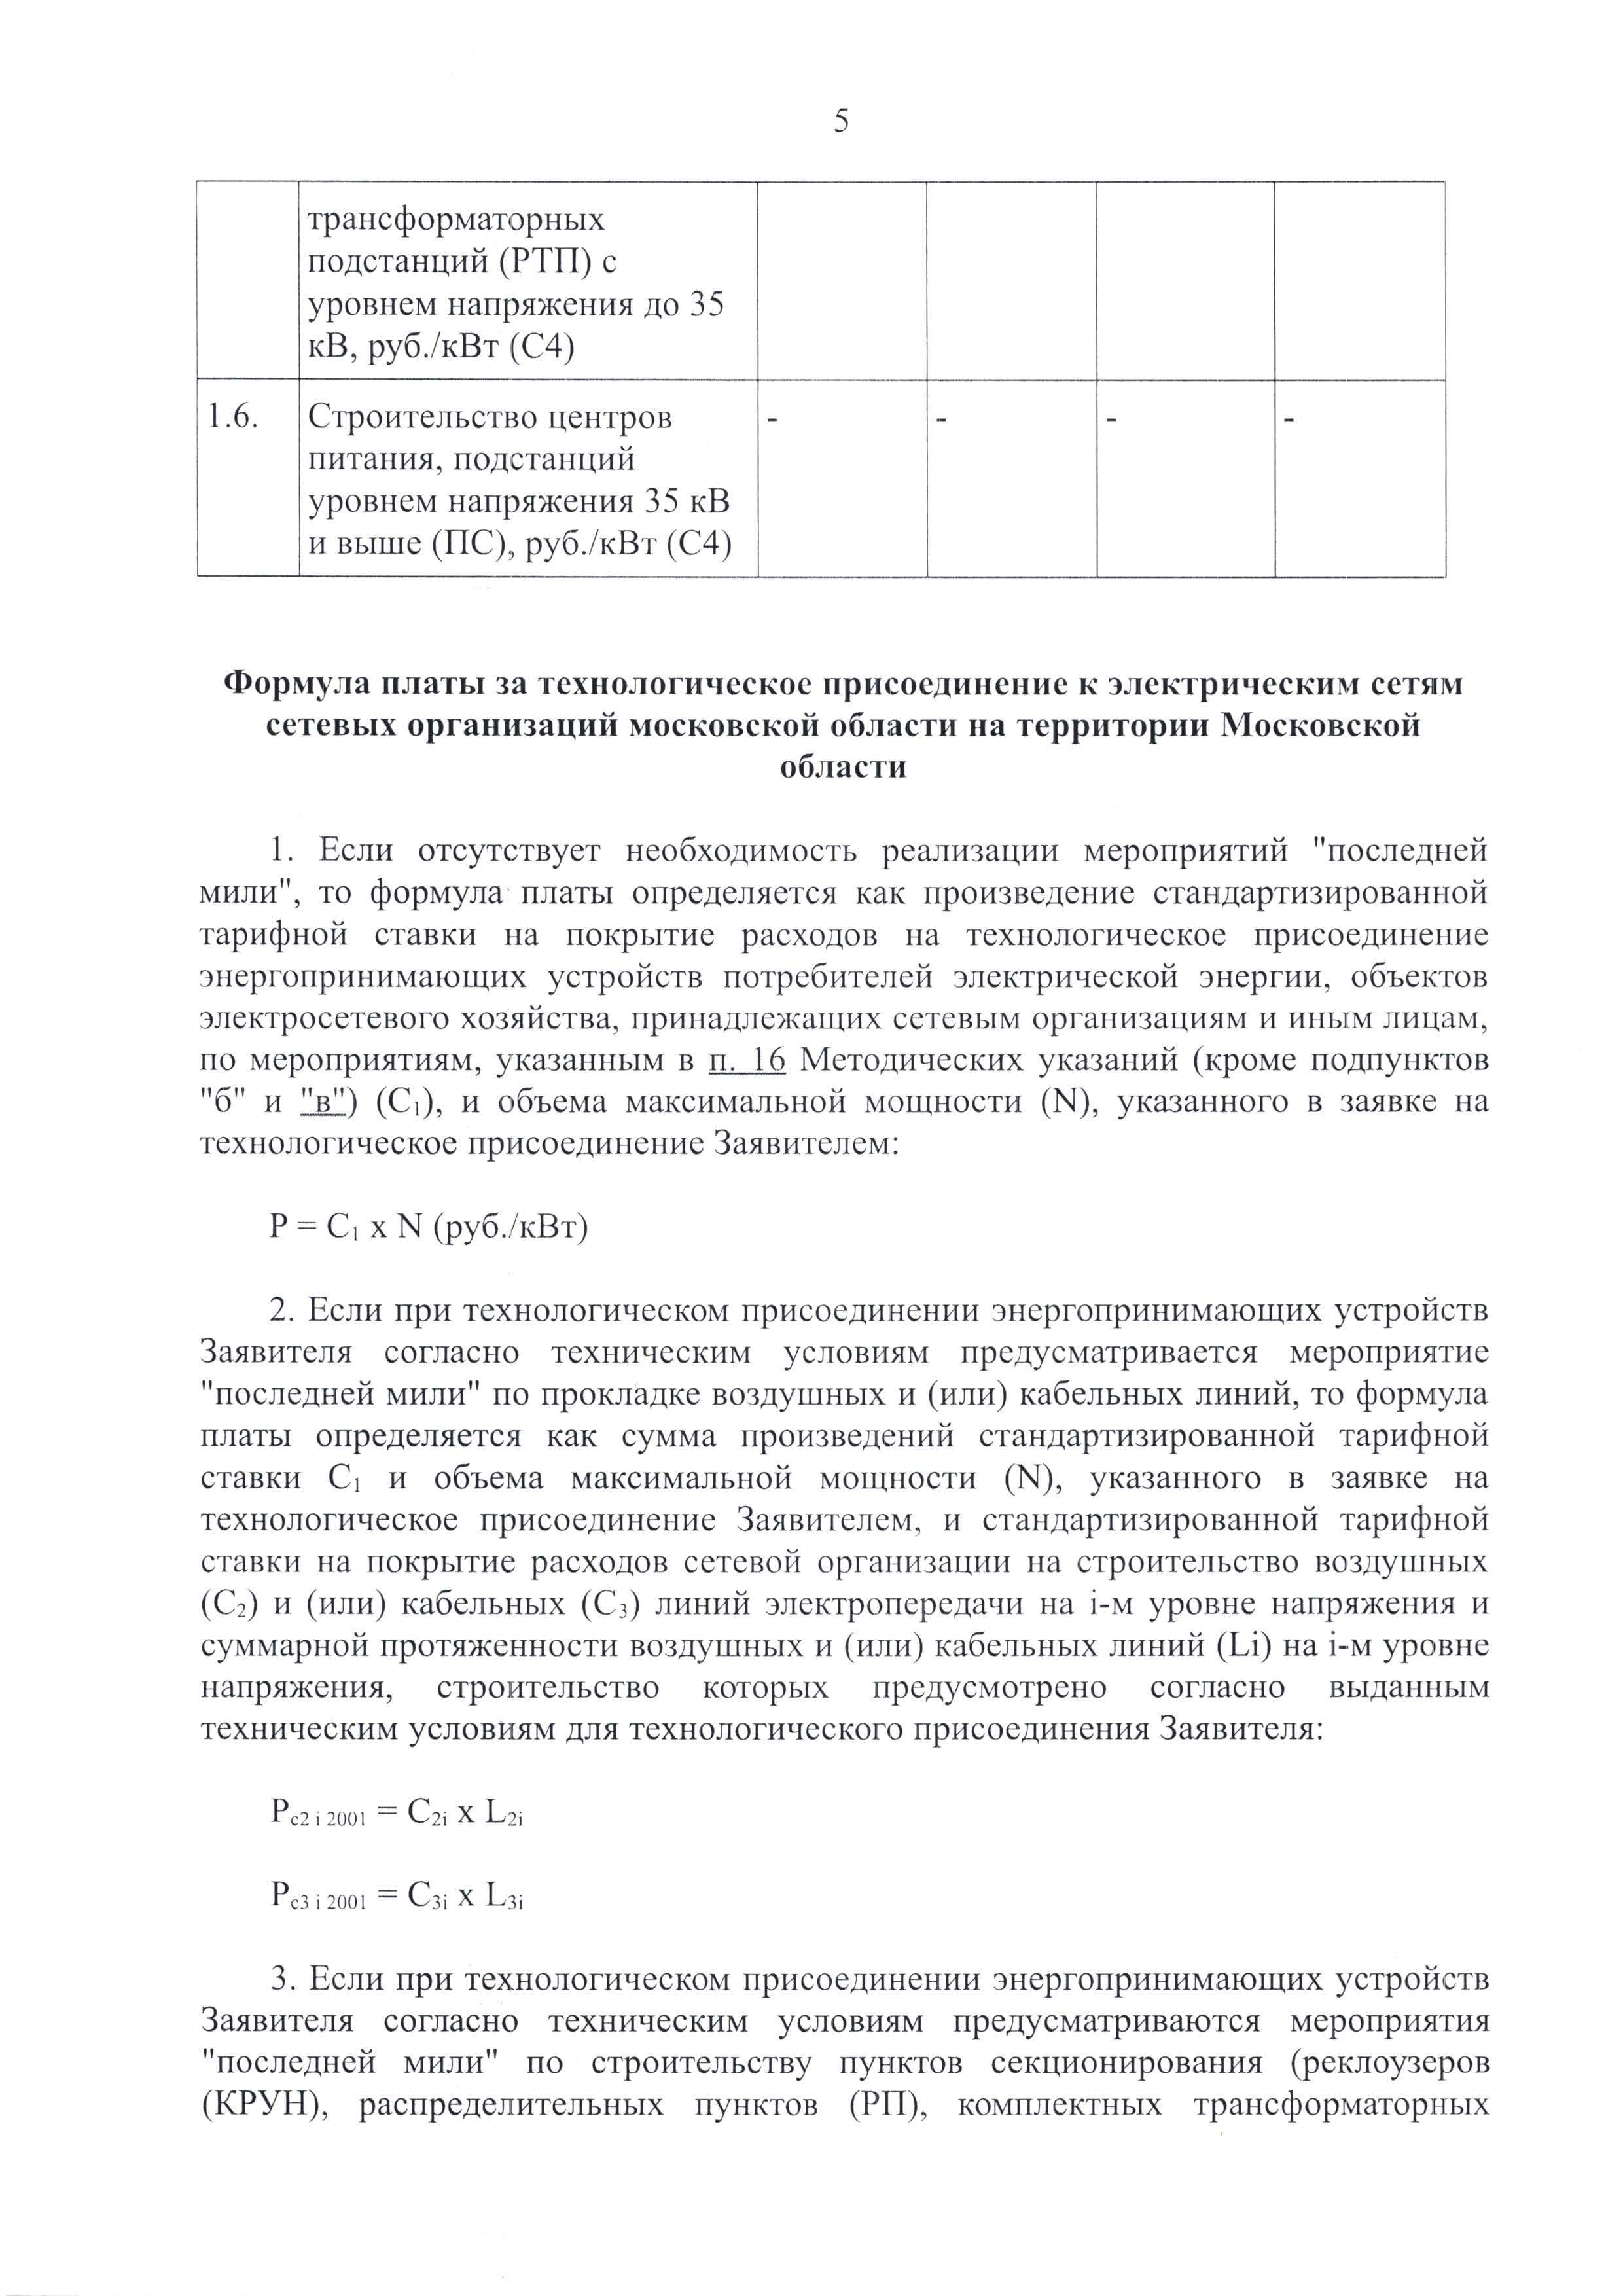 5
трансформаторных
подстанций (РТП) с
уровнем напряжения до 35
кВ, руб./кВт (С4)
1.6. Строительство центров - - - -
питания, подстанций
уровнем напряжения 35 кВ
и выше (ПС), руб./кВт (С4)
Формула платы за технологическое присоединение к электрическим сетям
сетевых организаций московской области на территории Московской
области
1. Если отсутствует необходимость реализации мероприятий "последней
мили", то формула платы определяется как произведение стандартизированной
тарифной ставки на покрытие расходов на технологическое присоединение
энергопринимающих устройств потребителей электрической энергии, объектов
электросетевого хозяйства, принадлежащих сетевым организациям и иным лицам,
по мероприятиям, указанным в п. 16 Методических указаний (кроме подпунктов
"б" и "в") (С₁), и объема максимальной мощности (N), указанного в заявке на
технологическое присоединение Заявителем:
Р = С₁ х N (руб./кВт)
2. Если при технологическом присоединении энергопринимающих устройств
Заявителя согласно техническим условиям предусматривается мероприятие
"последней мили" по прокладке воздушных и (или) кабельных линий, то формула
платы определяется как сумма произведений стандартизированной тарифной
ставки С₁ и объема максимальной мощности (N), указанного в заявке на
технологическое присоединение Заявителем, и стандартизированной тарифной
ставки на покрытие расходов сетевой организации на строительство воздушных
(С₂) и (или) кабельных (С₃) линий электропередачи на i-м уровне напряжения и
суммарной протяженности воздушных и (или) кабельных линий (Li) на i-м уровне
напряжения, строительство которых предусмотрено согласно выданным
техническим условиям для технологического присоединения Заявителя:
Рс2 i 2001 = С2i х L2i
Рс3 i 2001 = С3i х L3i
3. Если при технологическом присоединении энергопринимающих устройств
Заявителя согласно техническим условиям предусматриваются мероприятия
"последней мили" по строительству пунктов секционирования (реклоузеров
(КРУН), распределительных пунктов (РП), комплектных трансформаторных